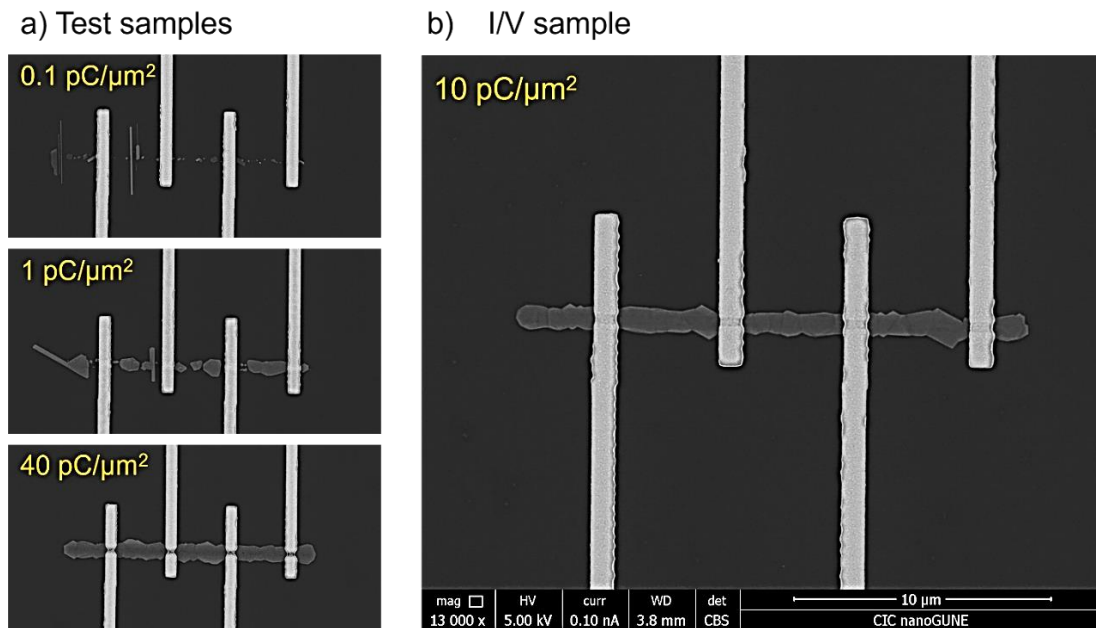 a) Test samples
0.1 pC/µm²
1 pC/µm²
40 pC/µm²
b) I/V sample
10 pC/µm²
mag HV curr WD det
13 000 x 5.00 kV 0.10 nA 3.8 mm CBS
10 µm
CIC nanoGUNE